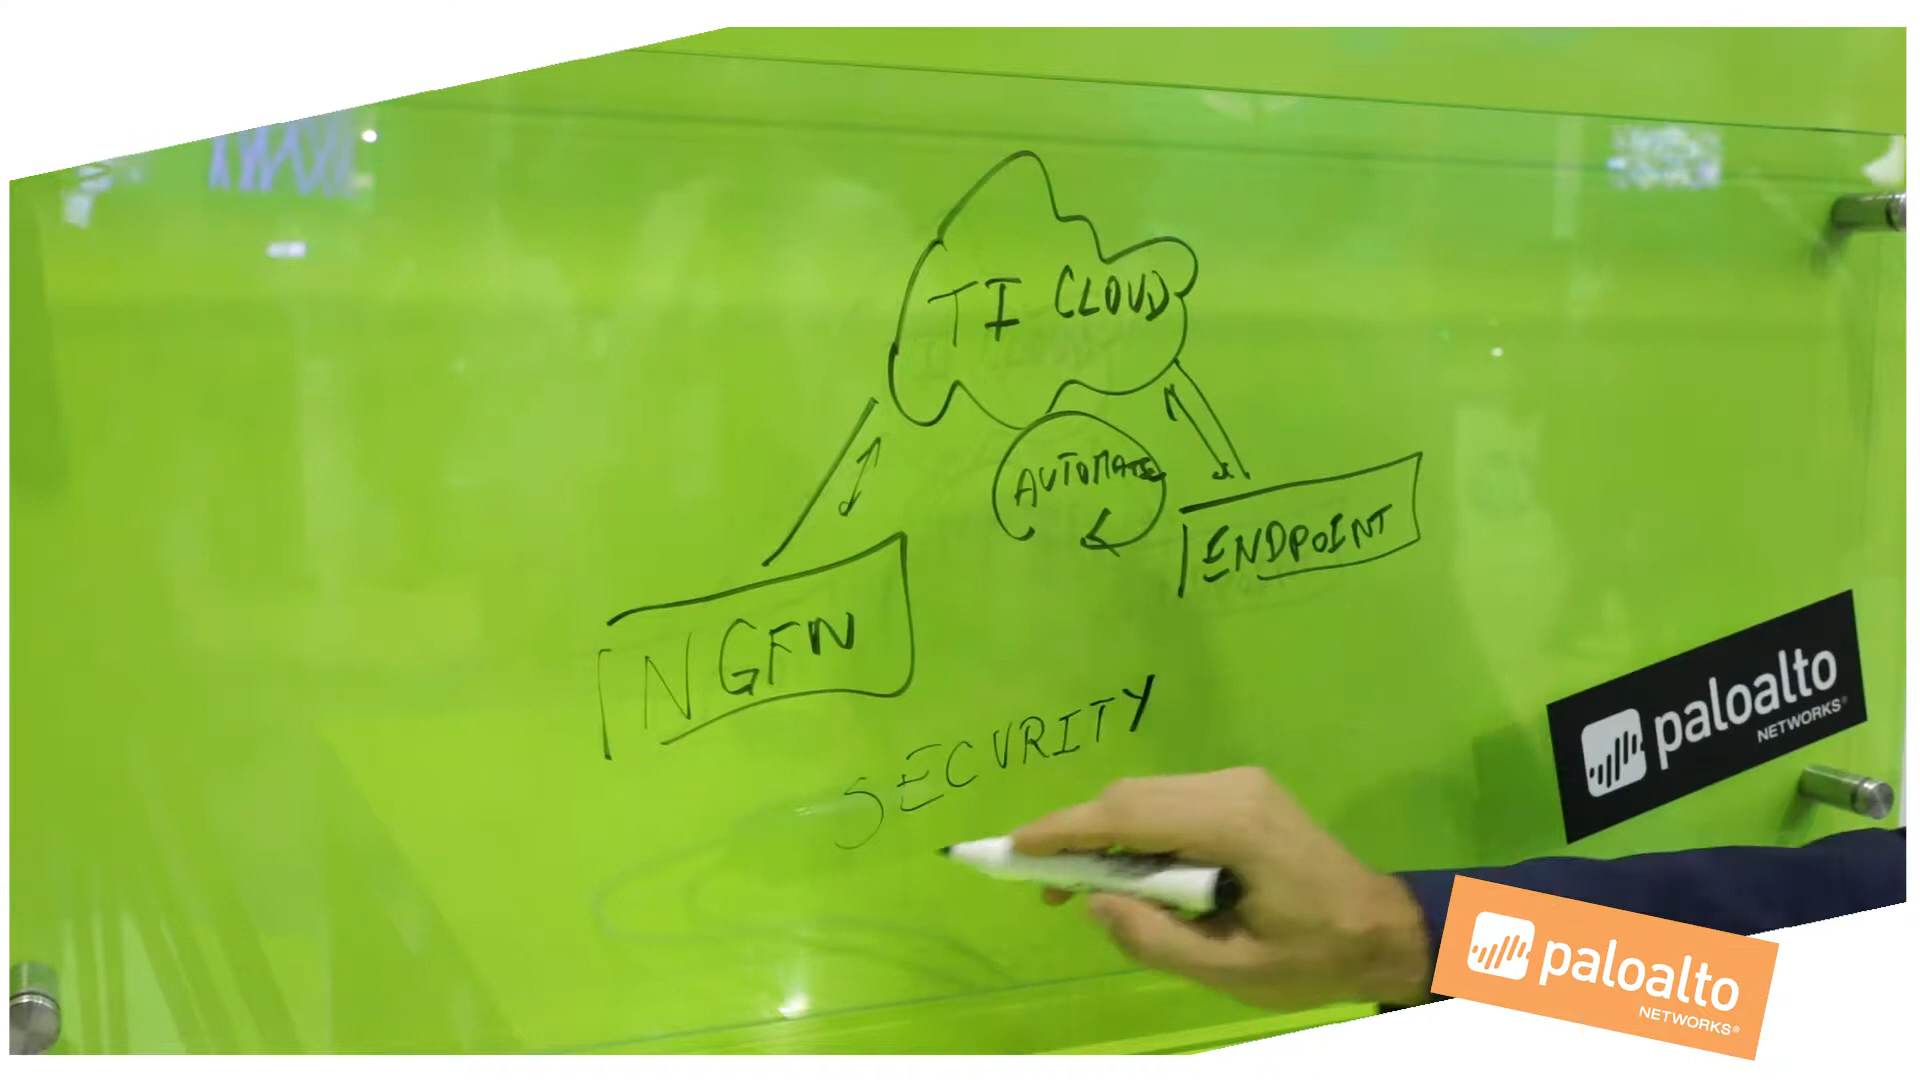 TI CLOUD
AUTOMATE
ENDPOINT
NGFW
SECURITY
paloalto
NETWORKS®
paloalto
NETWORKS®